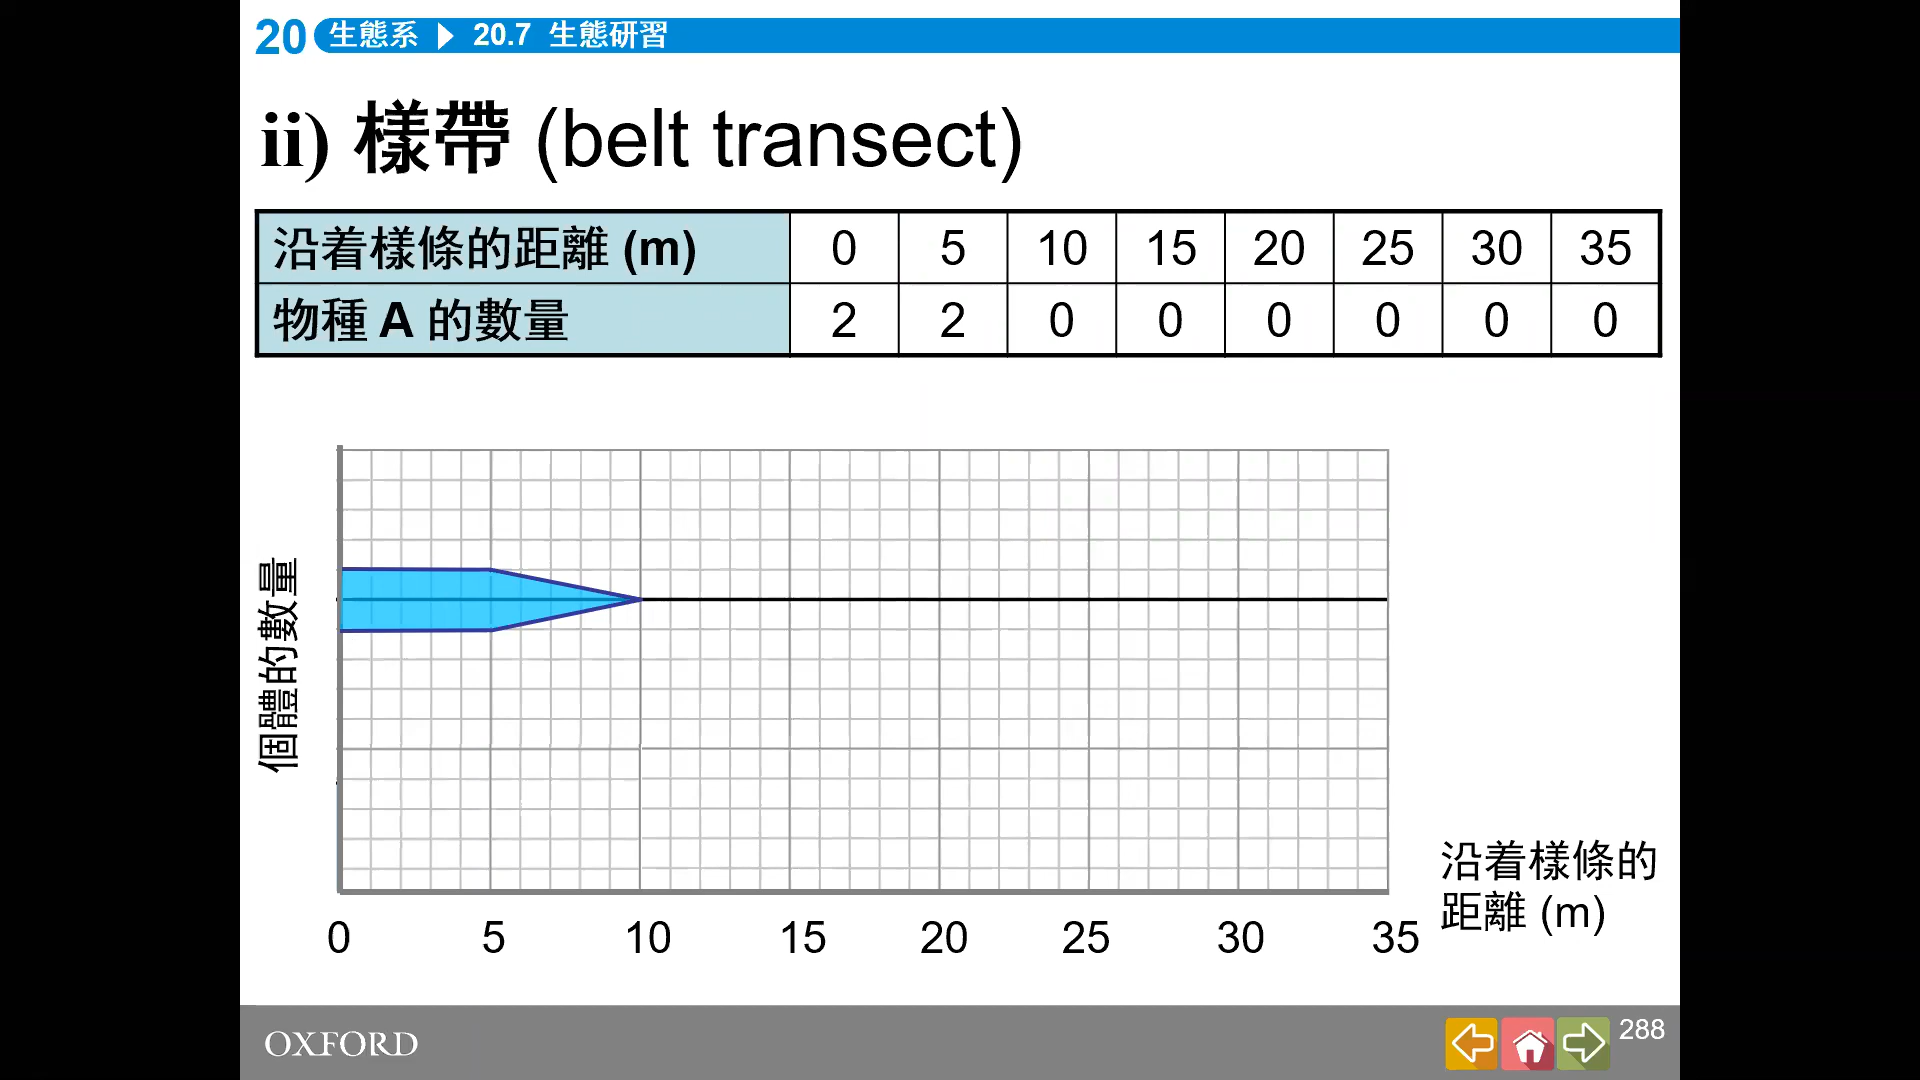 20 生態系 ▶ 20.7 生態研習
ii) 樣帶 (belt transect)
沿着樣條的距離 (m) 0 5 10 15 20 25 30 35
物種 A 的數量 2 2 0 0 0 0 0 0
個體的數量
沿着樣條的
距離 (m)
0 5 10 15 20 25 30 35
OXFORD
288